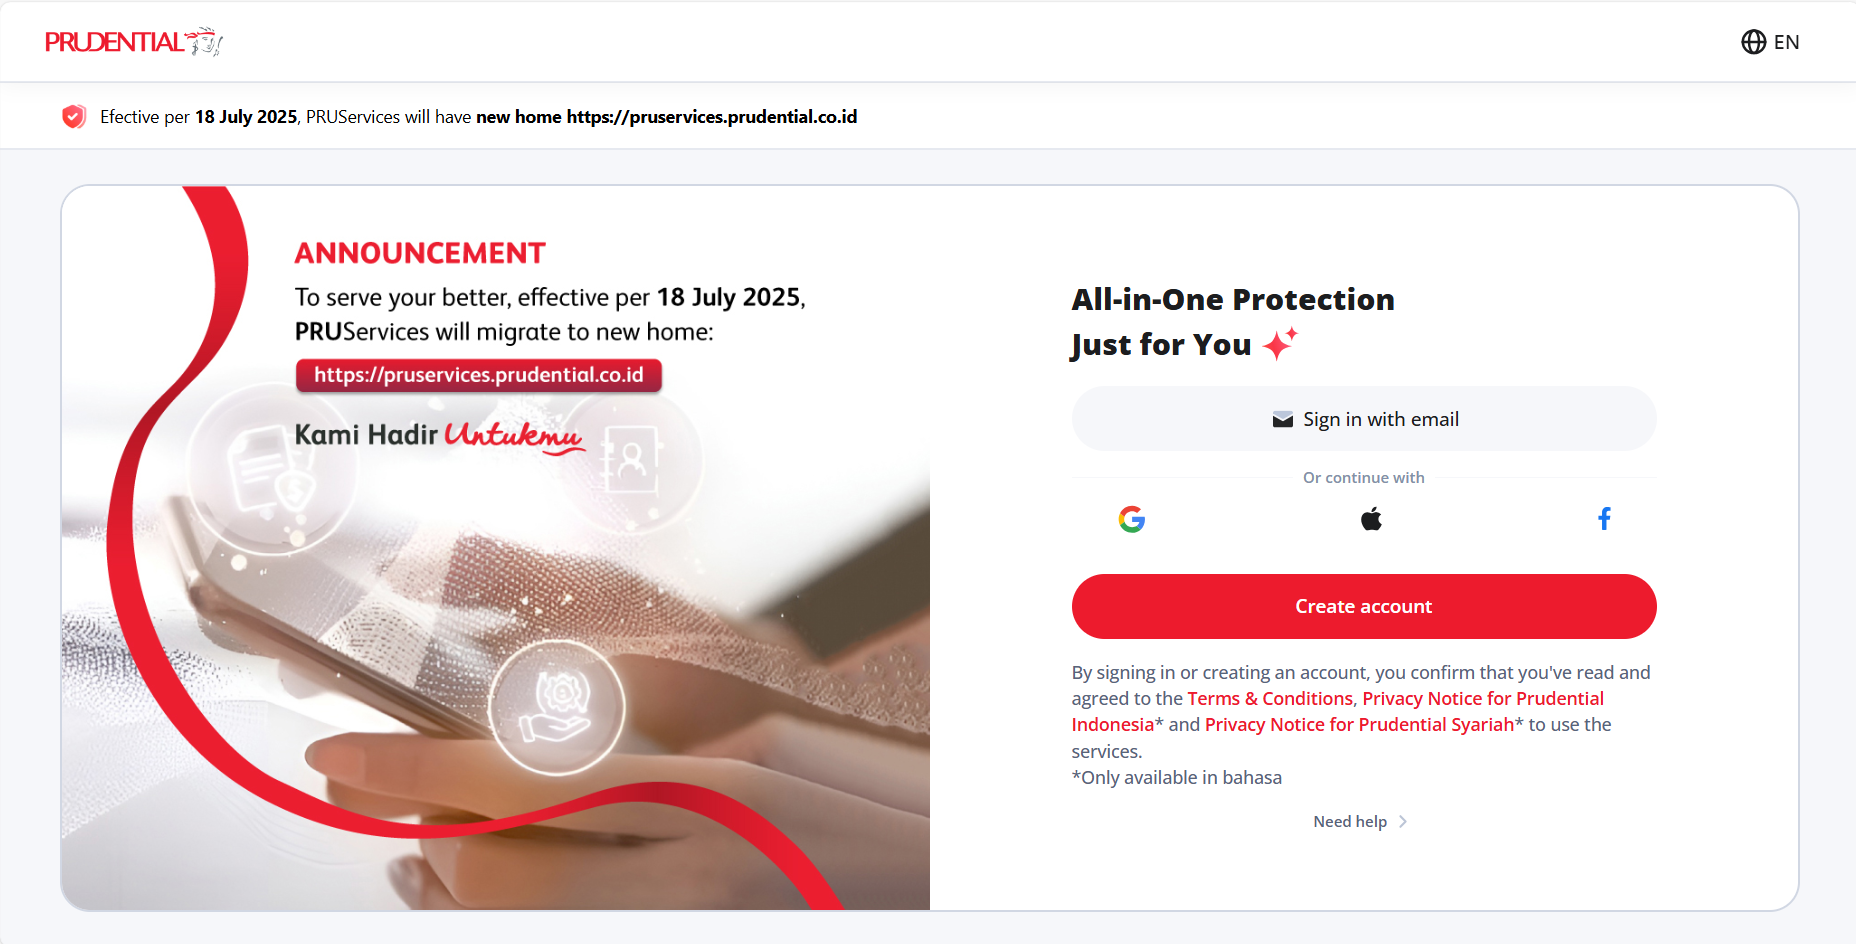 PRUDENTIAL
EN
Efective per 18 July 2025, PRUServices will have new home https://pruservices.prudential.co.id
ANNOUNCEMENT
To serve your better, effective per 18 July 2025,
PRUServices will migrate to new home:
https://pruservices.prudential.co.id
Kami Hadir Untukmu
All-in-One Protection
Just for You
Sign in with email
Or continue with
Create account
By signing in or creating an account, you confirm that you've read and
agreed to the Terms & Conditions, Privacy Notice for Prudential
Indonesia* and Privacy Notice for Prudential Syariah* to use the
services.
*Only available in bahasa
Need help